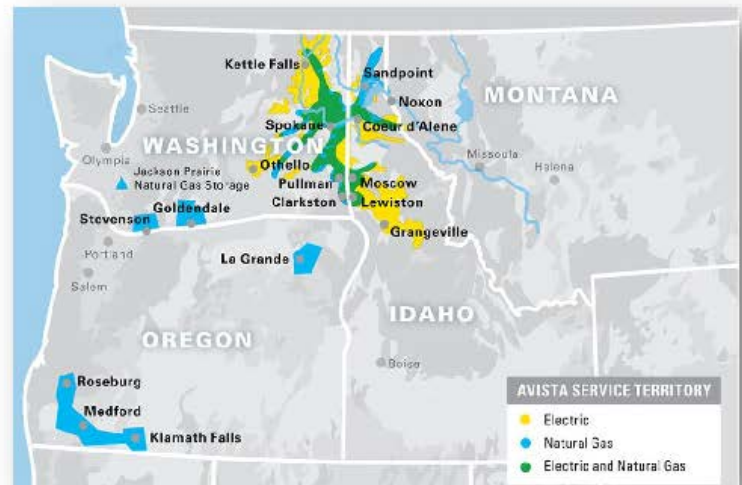 Kettle Falls
Sandpoint
Noxon
MONTANA
Seattle
Spokane
Coeur d'Alene
WASHINGTON
Olympia
Othello
Missoula
Helena
Jackson Prairie
Natural Gas Storage
Pullman
Moscow
Clarkston
Lewiston
Goldendale
Stevenson
Grangeville
Portland
La Grande
Salem
IDAHO
OREGON
Boise
Roseburg
AVISTA SERVICE TERRITORY
Medford
Electric
Klamath Falls
Natural Gas
Electric and Natural Gas